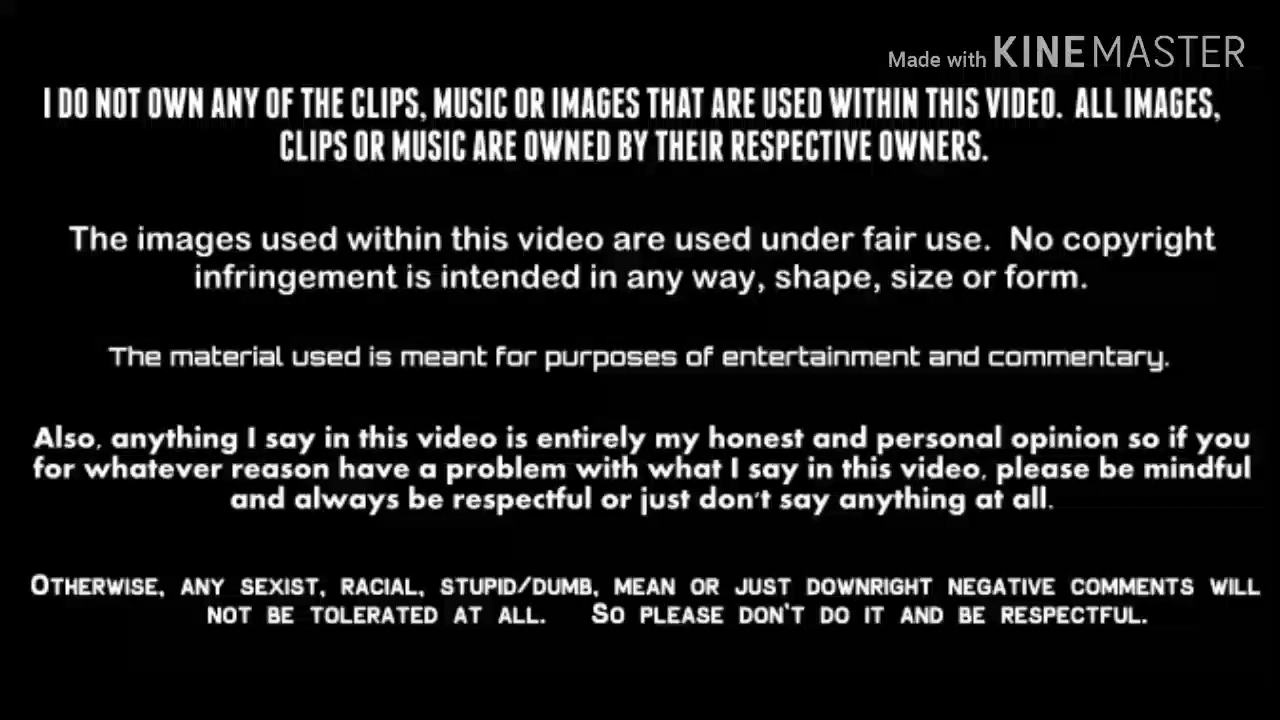 Made with KINEMASTER
I DO NOT OWN ANY OF THE CLIPS, MUSIC OR IMAGES THAT ARE USED WITHIN THIS VIDEO. ALL IMAGES,
CLIPS OR MUSIC ARE OWNED BY THEIR RESPECTIVE OWNERS.
The images used within this video are used under fair use. No copyright
infringement is intended in any way, shape, size or form.
The material used is meant for purposes of entertainment and commentary.
Also, anything I say in this video is entirely my honest and personal opinion so if you
for whatever reason have a problem with what I say in this video, please be mindful
and always be respectful or just don't say anything at all.
OTHERWISE, ANY SEXIST, RACIAL, STUPID/DUMB, MEAN OR JUST DOWNRIGHT NEGATIVE COMMENTS WILL
NOT BE TOLERATED AT ALL. SO PLEASE DON'T DO IT AND BE RESPECTFUL.